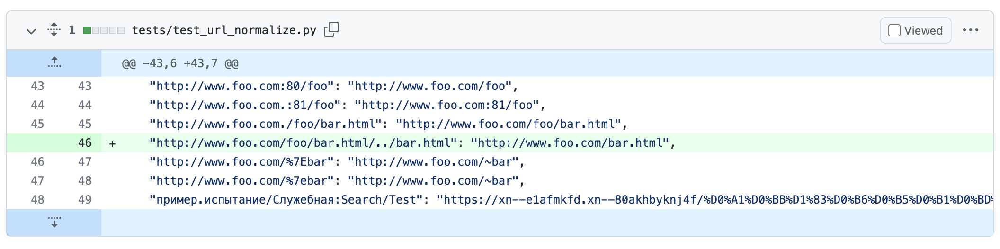 1 tests/test_url_normalize.py Viewed
@@ -43,6 +43,7 @@
43 43 "http://www.foo.com:80/foo": "http://www.foo.com/foo",
44 44 "http://www.foo.com.:81/foo": "http://www.foo.com:81/foo",
45 45 "http://www.foo.com./foo/bar.html": "http://www.foo.com/foo/bar.html",
46 + "http://www.foo.com/foo/bar.html/../bar.html": "http://www.foo.com/bar.html",
46 47 "http://www.foo.com/%7Ebar": "http://www.foo.com/~bar",
47 48 "http://www.foo.com/%7ebar": "http://www.foo.com/~bar",
48 49 "пример.испытание/Служебная:Search/Test": "https://xn--e1afmkfd.xn--80akhbyknj4f/%D0%A1%D0%BB%D1%83%D0%B6%D0%B5%D0%B1%D0%BD%